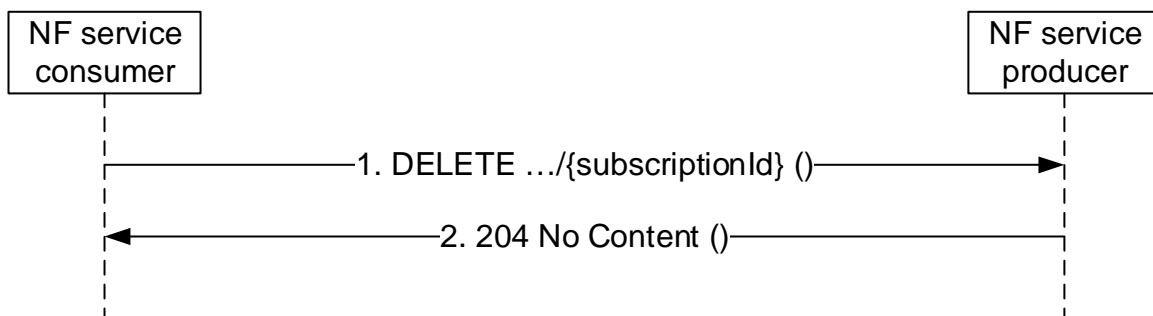 NF service
consumer
NF service
producer
1. DELETE …/{subscriptionId} ()
2. 204 No Content ()